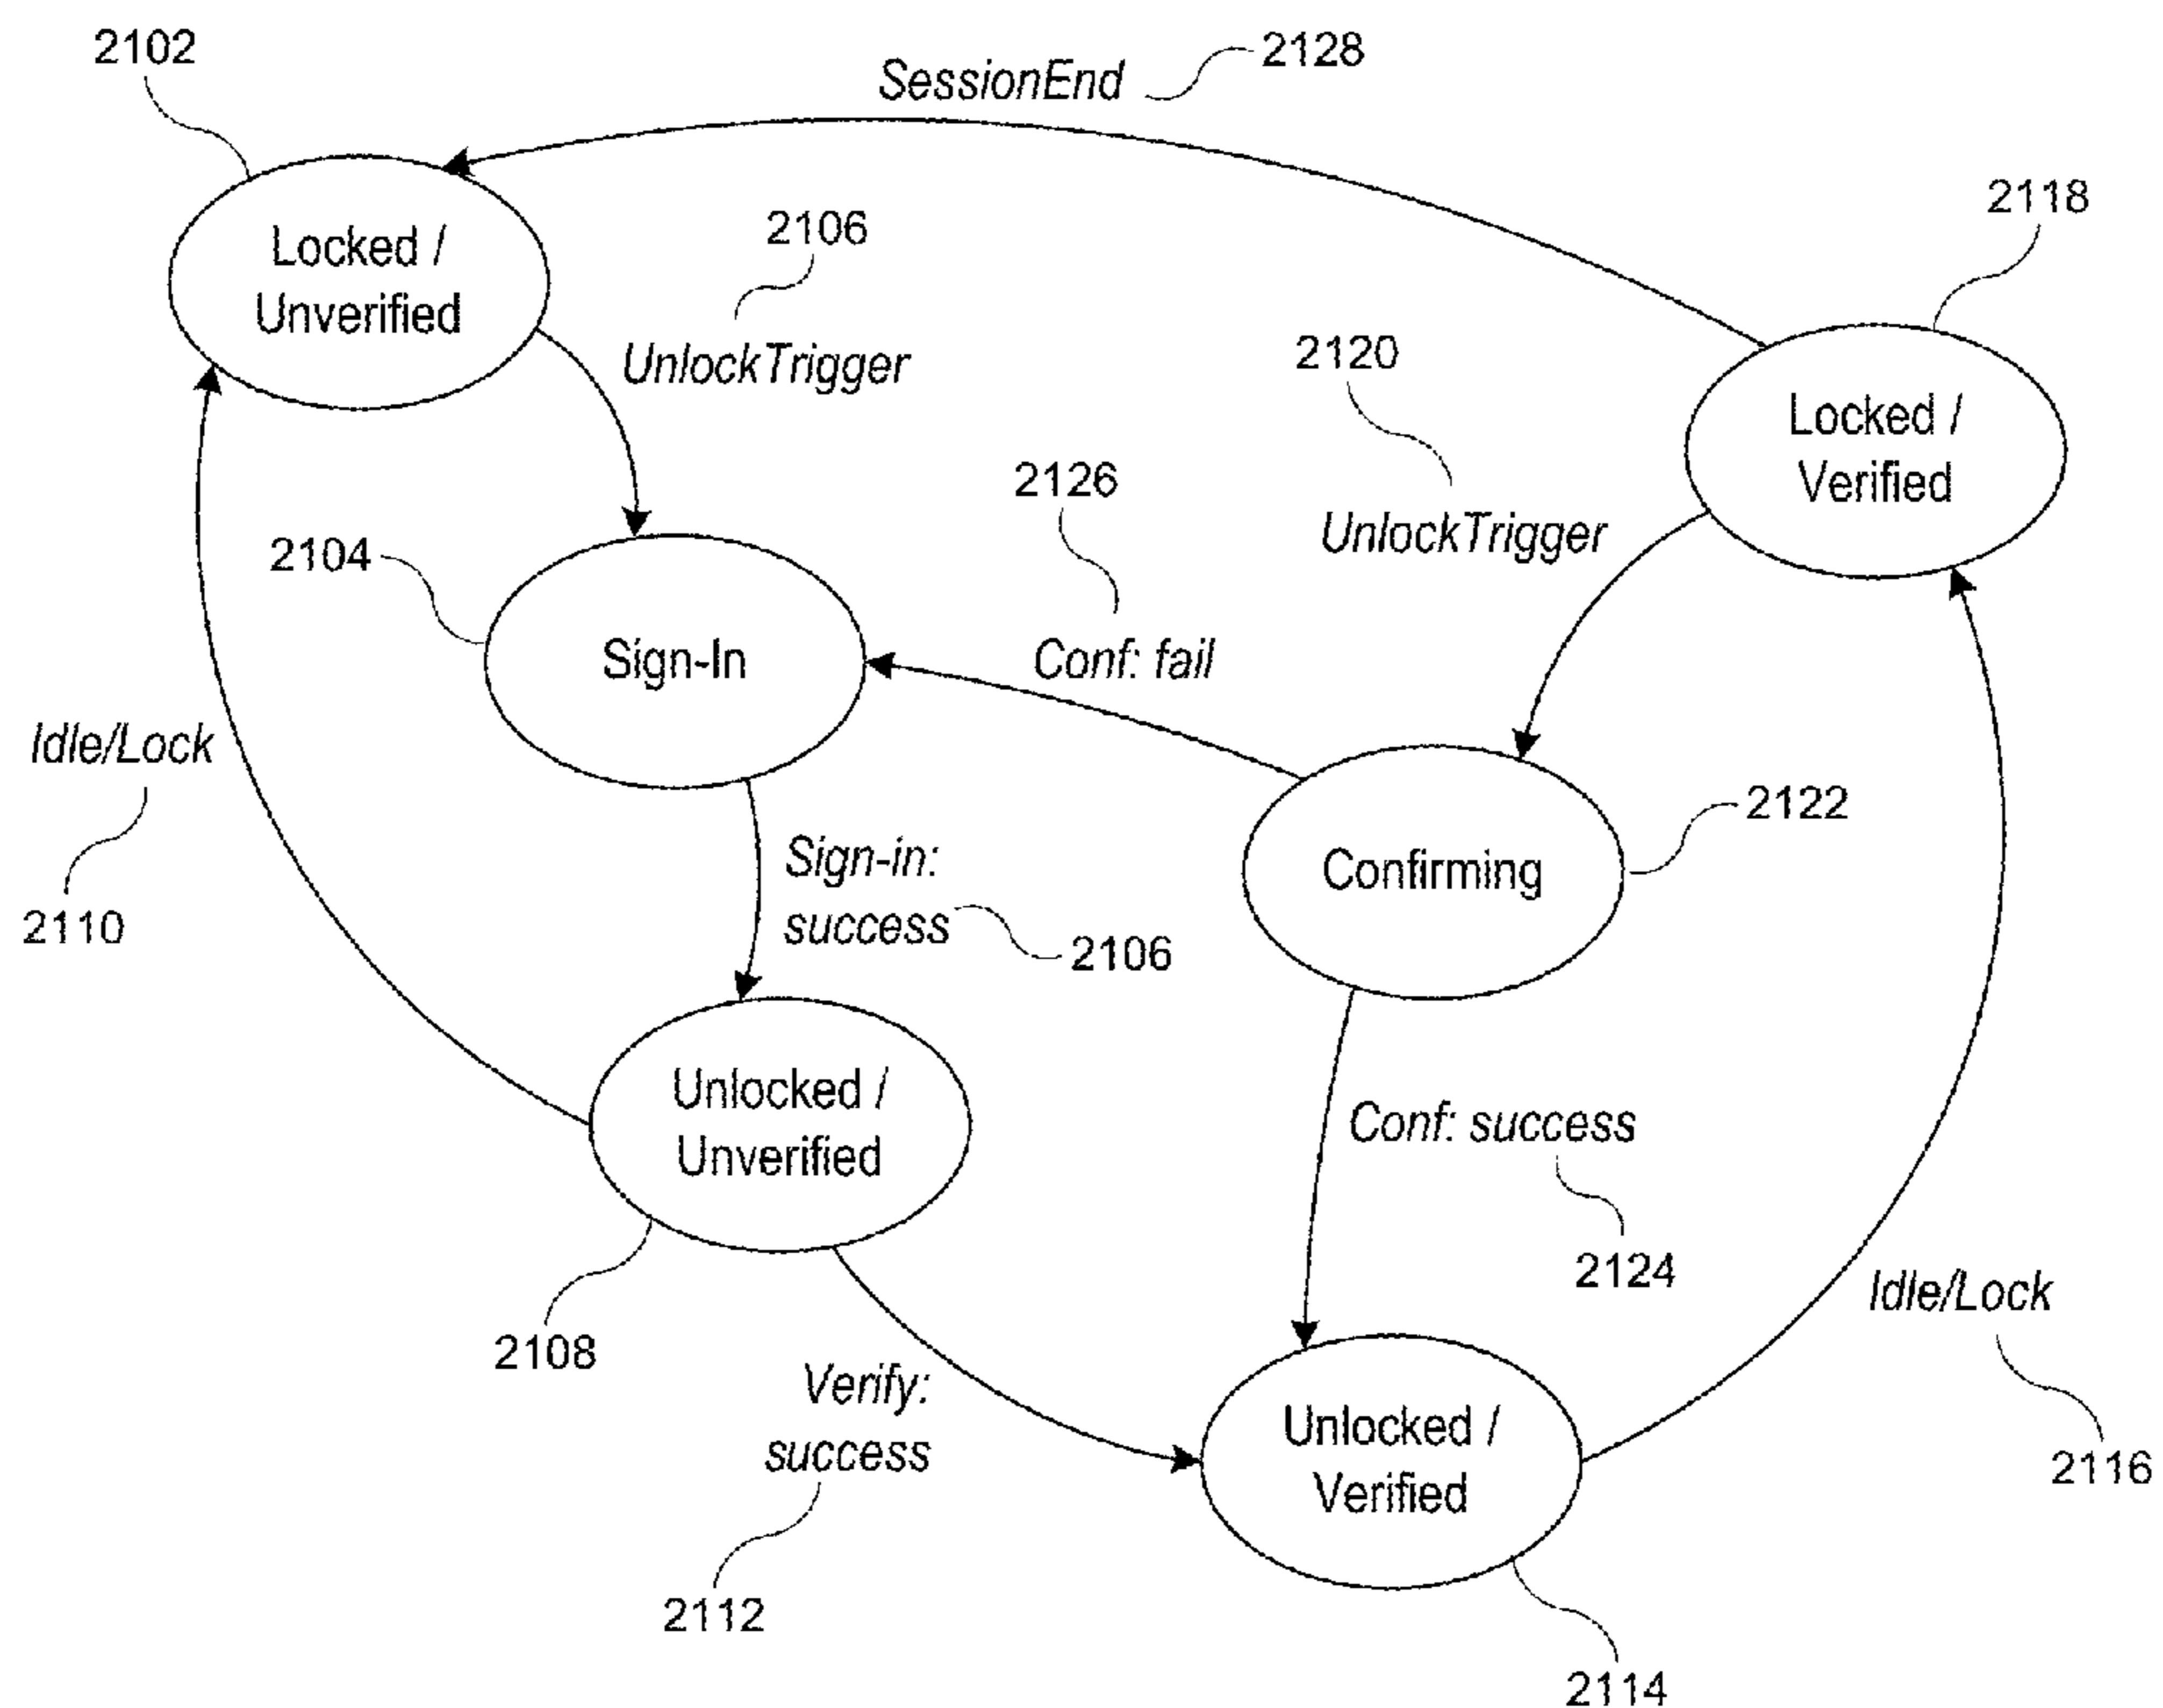 2102
SessionEnd
2128
Locked /
Unverified
2106
UnlockTrigger
2118
Locked /
Verified
2120
UnlockTrigger
2126
Conf: fail
2104
Sign-In
Idle/Lock
2110
Sign-in:
success
2106
Confirming
2122
Unlocked /
Unverified
2108
Conf: success
2124
Verify:
success
2112
Unlocked /
Verified
2114
Idle/Lock
2116